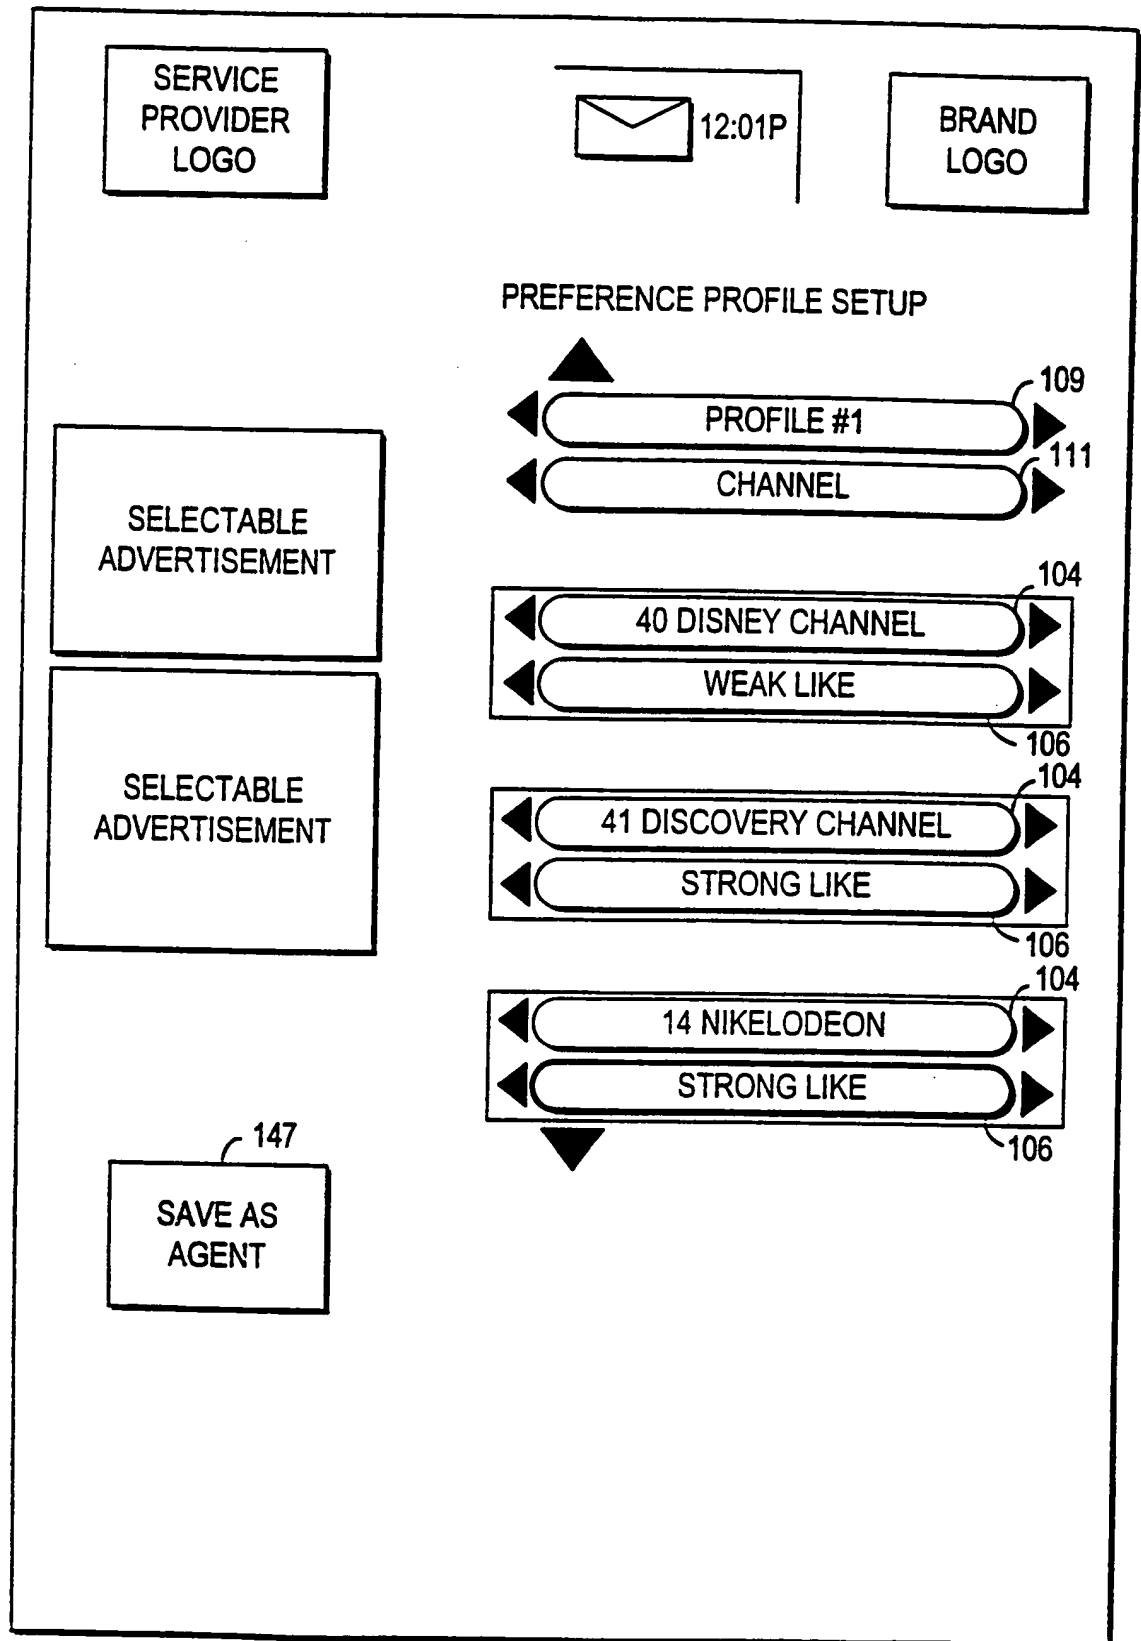 SERVICE
PROVIDER
LOGO
12:01P
BRAND
LOGO
PREFERENCE PROFILE SETUP
109
PROFILE #1
111
CHANNEL
SELECTABLE
ADVERTISEMENT
104
40 DISNEY CHANNEL
WEAK LIKE
106
SELECTABLE
ADVERTISEMENT
104
41 DISCOVERY CHANNEL
STRONG LIKE
106
104
14 NIKELODEON
STRONG LIKE
106
147
SAVE AS
AGENT